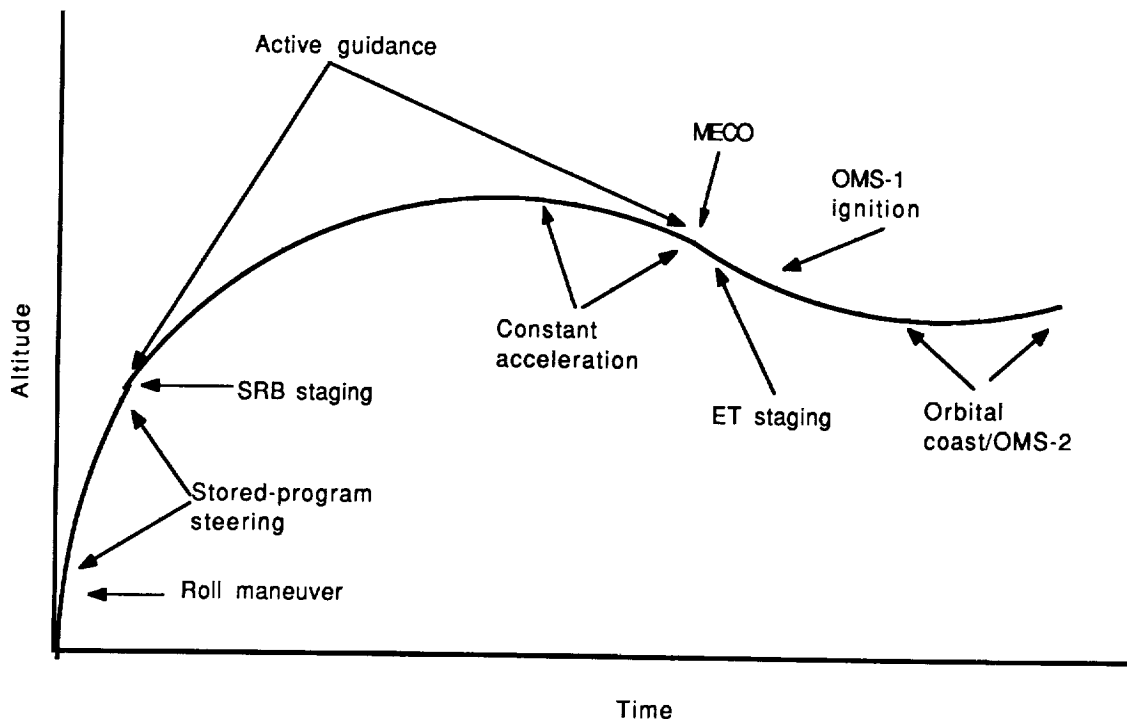 Active guidance
MECO
OMS-1
ignition
Constant
acceleration
SRB staging
ET staging
Orbital
coast/OMS-2
Stored-program
steering
Roll maneuver
Altitude
Time